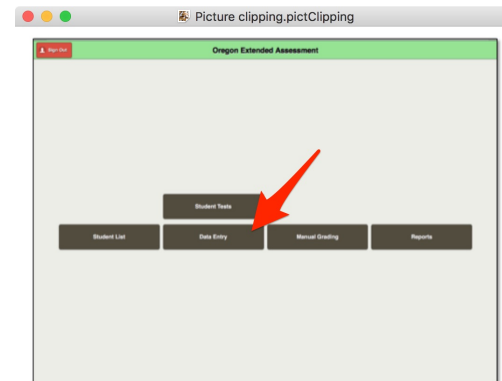 Picture clipping.pictClipping
Sign Out
Oregon Extended Assessment
Student Tests
Student List
Data Entry
Manual Grading
Reports